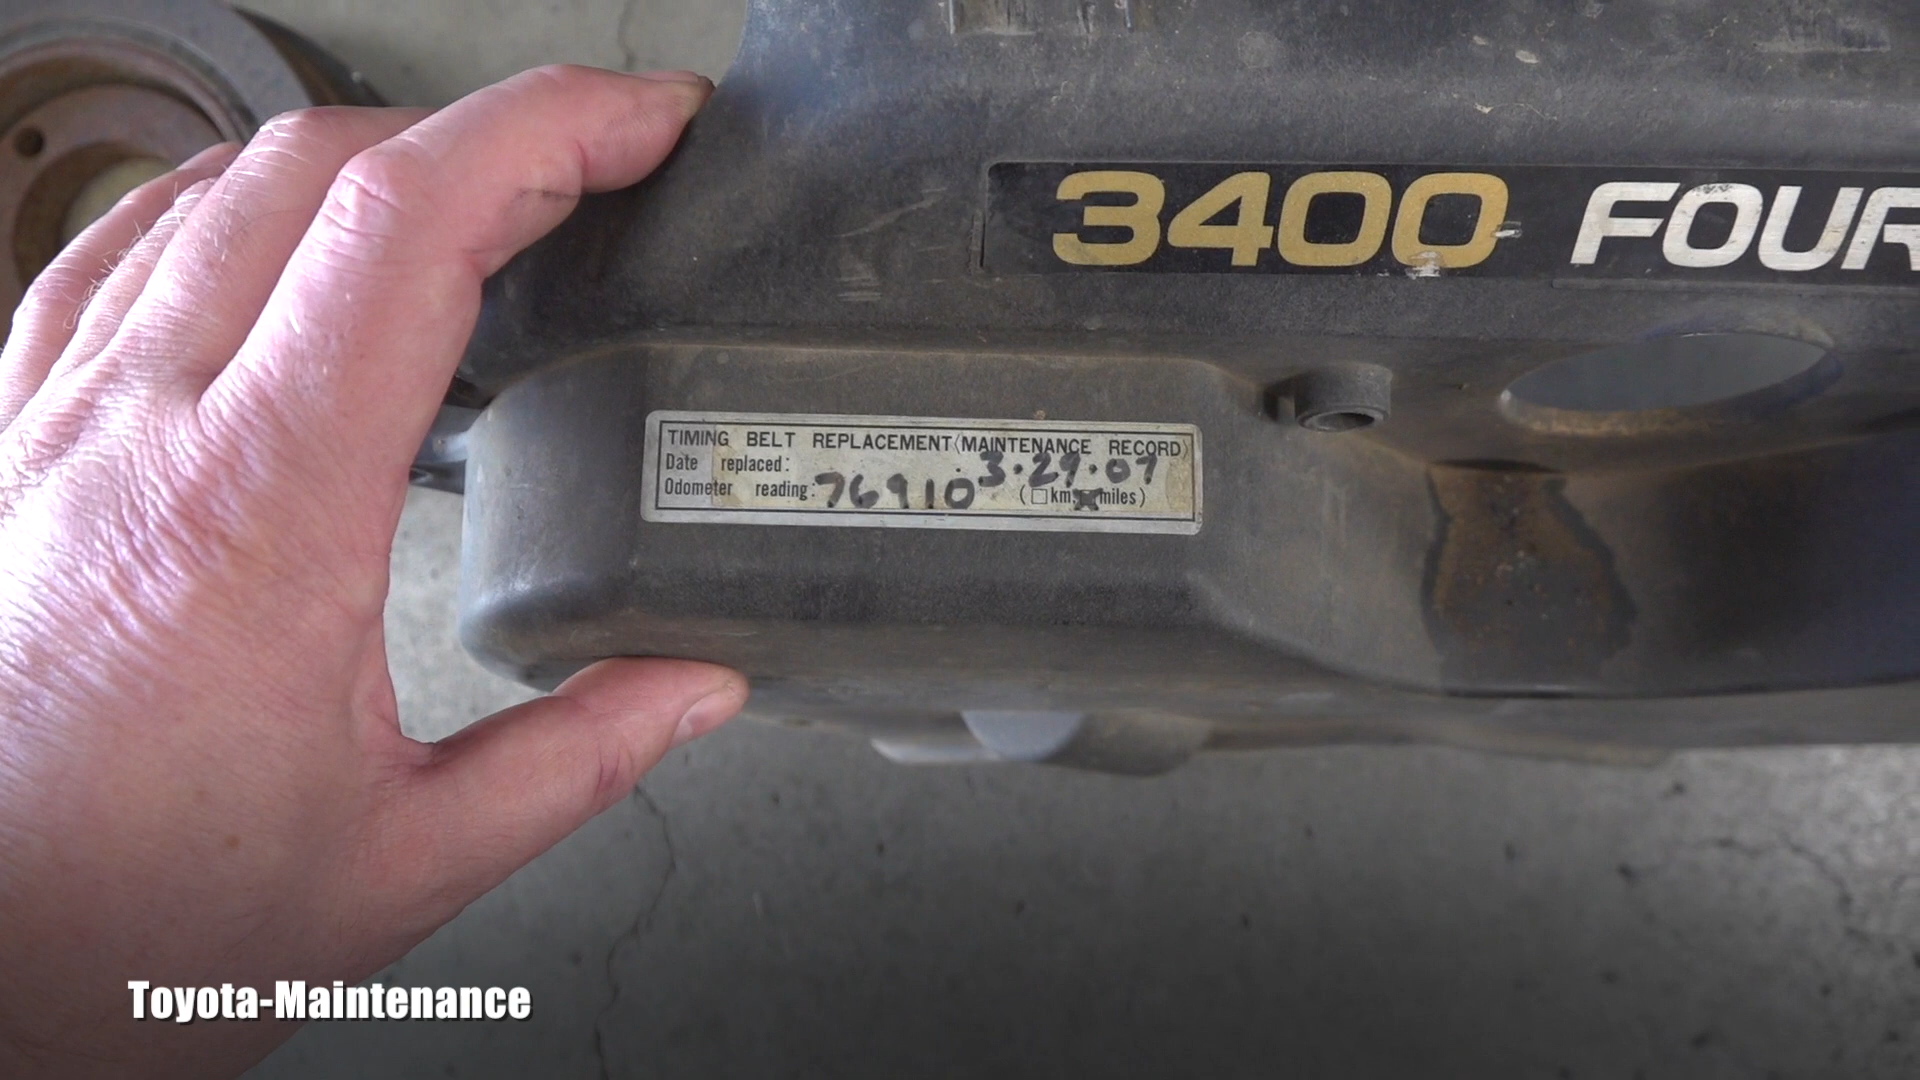 3400 FOUR
TIMING BELT REPLACEMENT (MAINTENANCE RECORD)
Date replaced: 3.29.07
Odometer reading: 76910 (□ km, ☒ miles)
Toyota-Maintenance